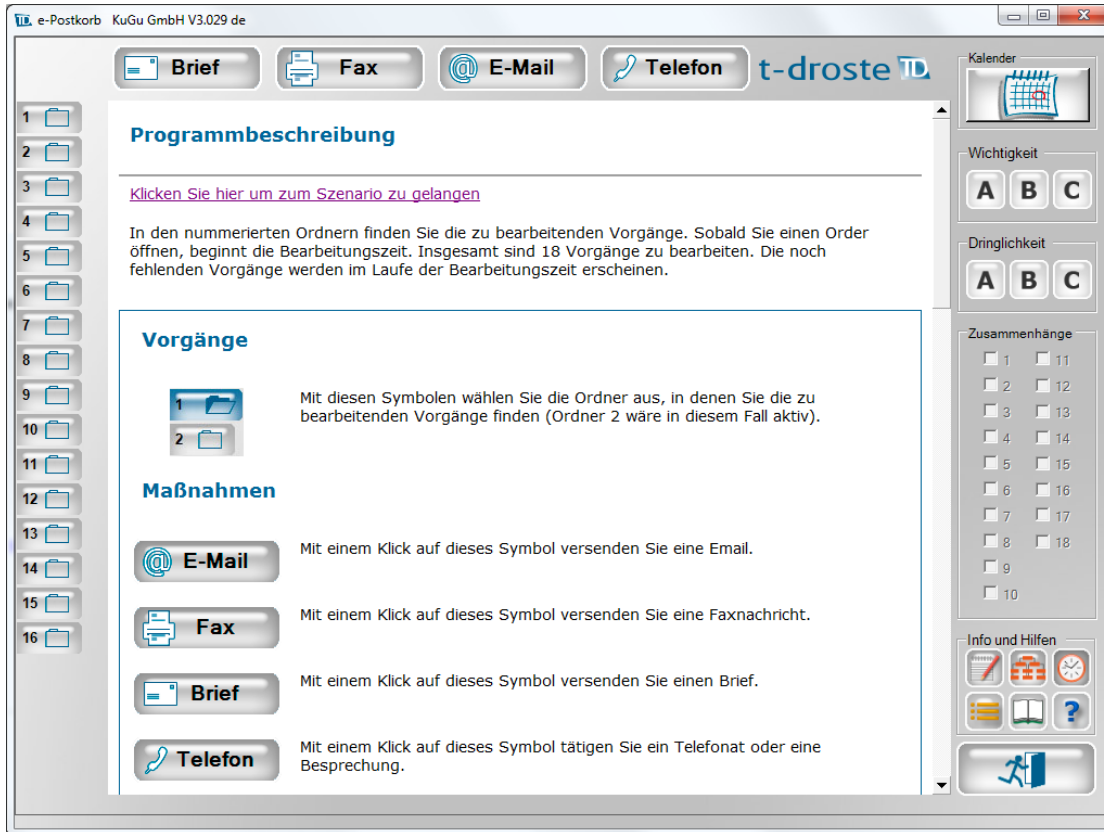 e-Postkorb   KuGu GmbH V3.029 de
Brief
Fax
E-Mail
Telefon
t-droste TD
Kalender
1
2
3
4
5
6
7
8
9
10
11
12
13
14
15
16
Programmbeschreibung
Klicken Sie hier um zum Szenario zu gelangen
In den nummerierten Ordnern finden Sie die zu bearbeitenden Vorgänge. Sobald Sie einen Order
öffnen, beginnt die Bearbeitungszeit. Insgesamt sind 18 Vorgänge zu bearbeiten. Die noch
fehlenden Vorgänge werden im Laufe der Bearbeitungszeit erscheinen.
Vorgänge
1
2
Mit diesen Symbolen wählen Sie die Ordner aus, in denen Sie die zu
bearbeitenden Vorgänge finden (Ordner 2 wäre in diesem Fall aktiv).
Maßnahmen
E-Mail
Mit einem Klick auf dieses Symbol versenden Sie eine Email.
Fax
Mit einem Klick auf dieses Symbol versenden Sie eine Faxnachricht.
Brief
Mit einem Klick auf dieses Symbol versenden Sie einen Brief.
Telefon
Mit einem Klick auf dieses Symbol tätigen Sie ein Telefonat oder eine
Besprechung.
Wichtigkeit
A B C
Dringlichkeit
A B C
Zusammenhänge
1 11
2 12
3 13
4 14
5 15
6 16
7 17
8 18
9
10
Info und Hilfen
?